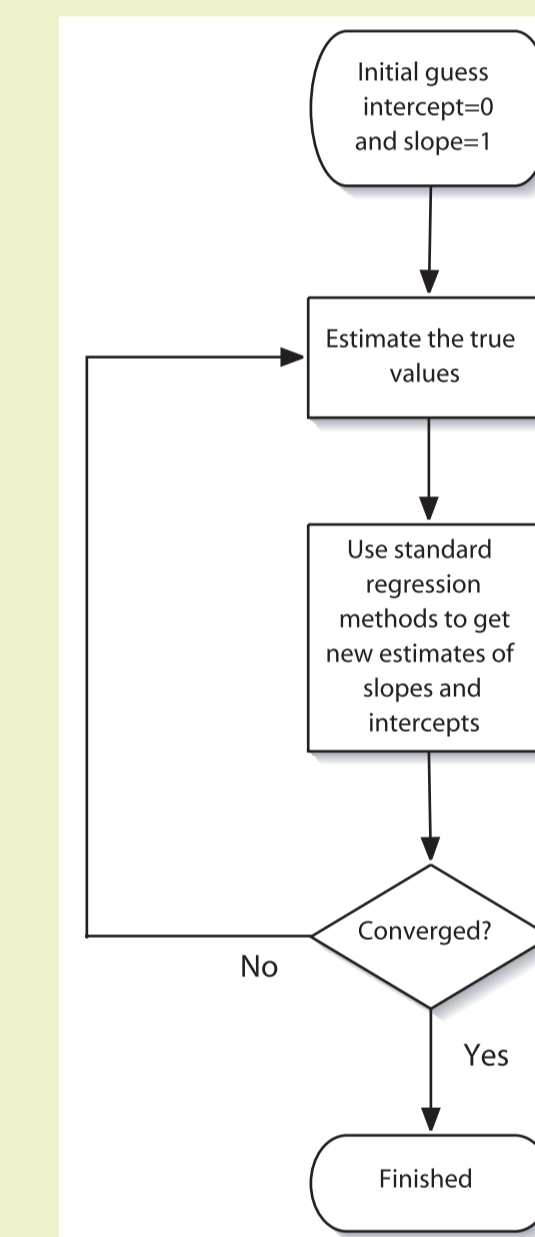 Initial guess
intercept=0
and slope=1
Estimate the true
values
Use standard
regression
methods to get
new estimates of
slopes and
intercepts
Converged?
No
Yes
Finished